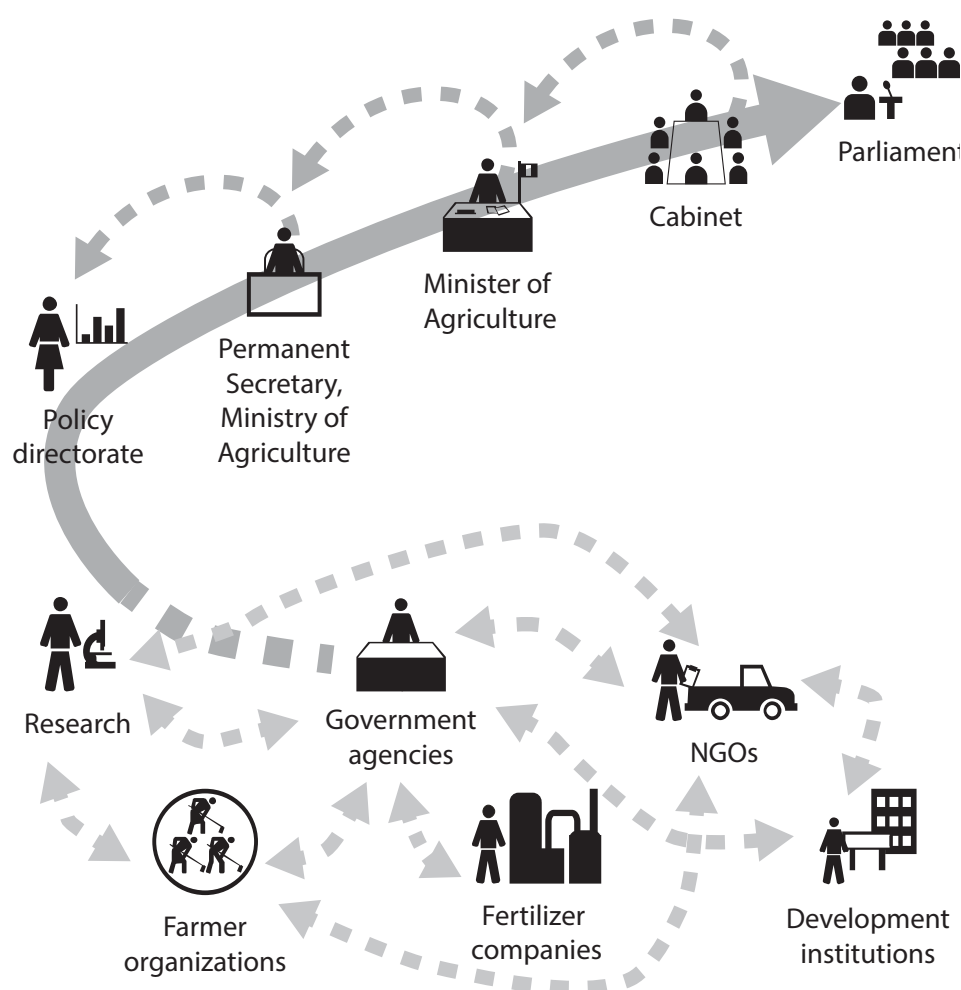 Parliament
Cabinet
Minister of
Agriculture
Permanent
Secretary,
Ministry of
Agriculture
Policy
directorate
Research
Government
agencies
NGOs
Farmer
organizations
Fertilizer
companies
Development
institutions